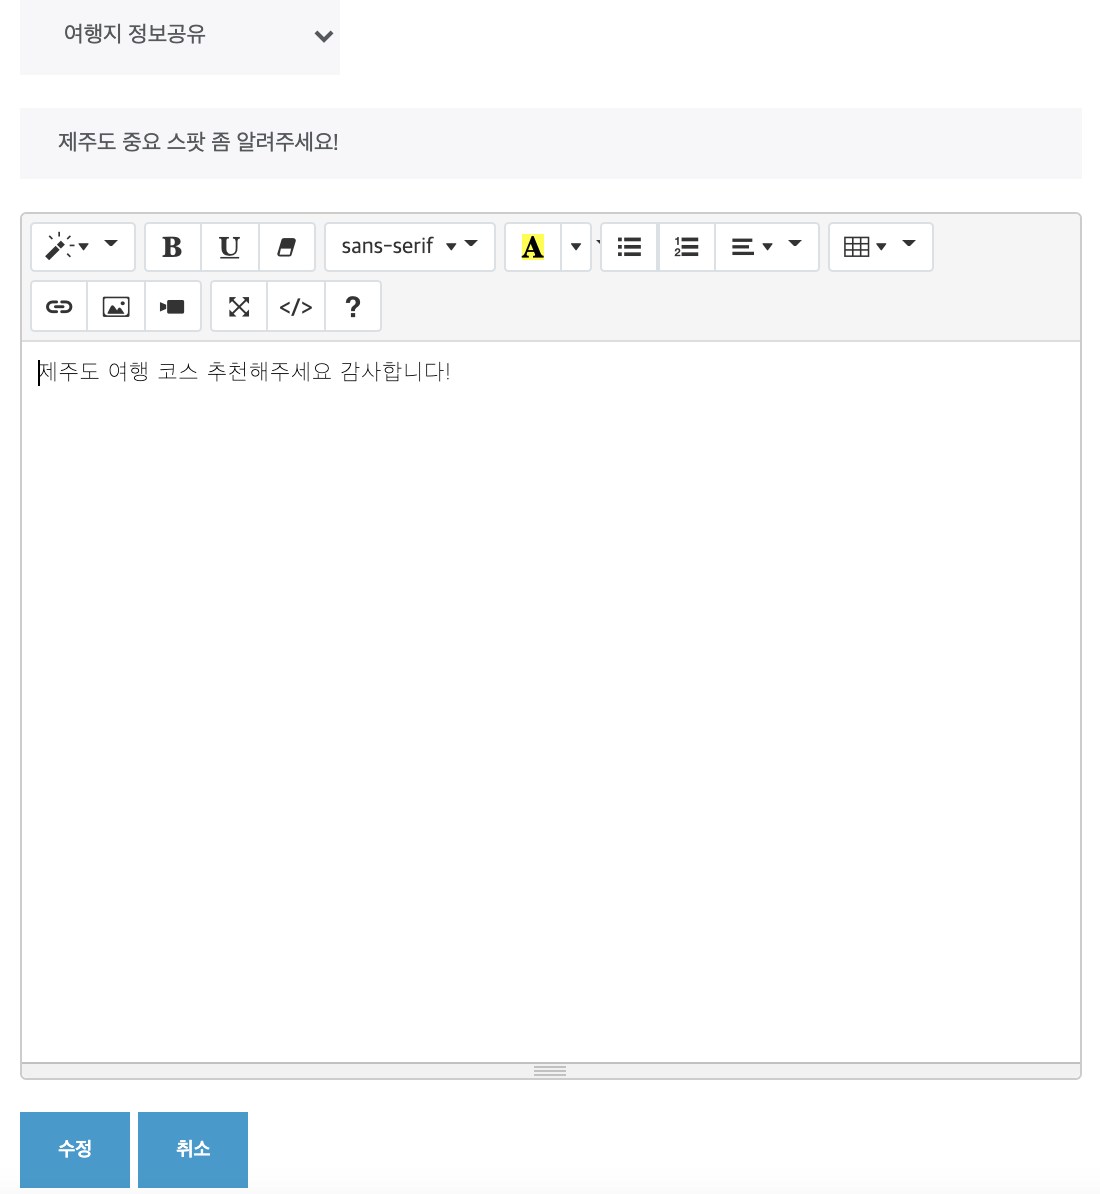 여행지 정보공유
제주도 중요 스팟 좀 알려주세요!
B U sans-serif A
</> ?
제주도 여행 코스 추천해주세요 감사합니다!
수정 취소